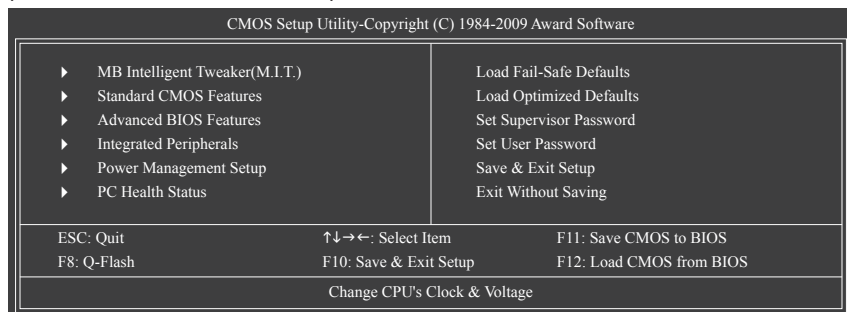 CMOS Setup Utility-Copyright (C) 1984-2009 Award Software
MB Intelligent Tweaker(M.I.T.)
Standard CMOS Features
Advanced BIOS Features
Integrated Peripherals
Power Management Setup
PC Health Status
Load Fail-Safe Defaults
Load Optimized Defaults
Set Supervisor Password
Set User Password
Save & Exit Setup
Exit Without Saving
ESC: Quit
↑↓→←: Select Item
F11: Save CMOS to BIOS
F8: Q-Flash
F10: Save & Exit Setup
F12: Load CMOS from BIOS
Change CPU's Clock & Voltage